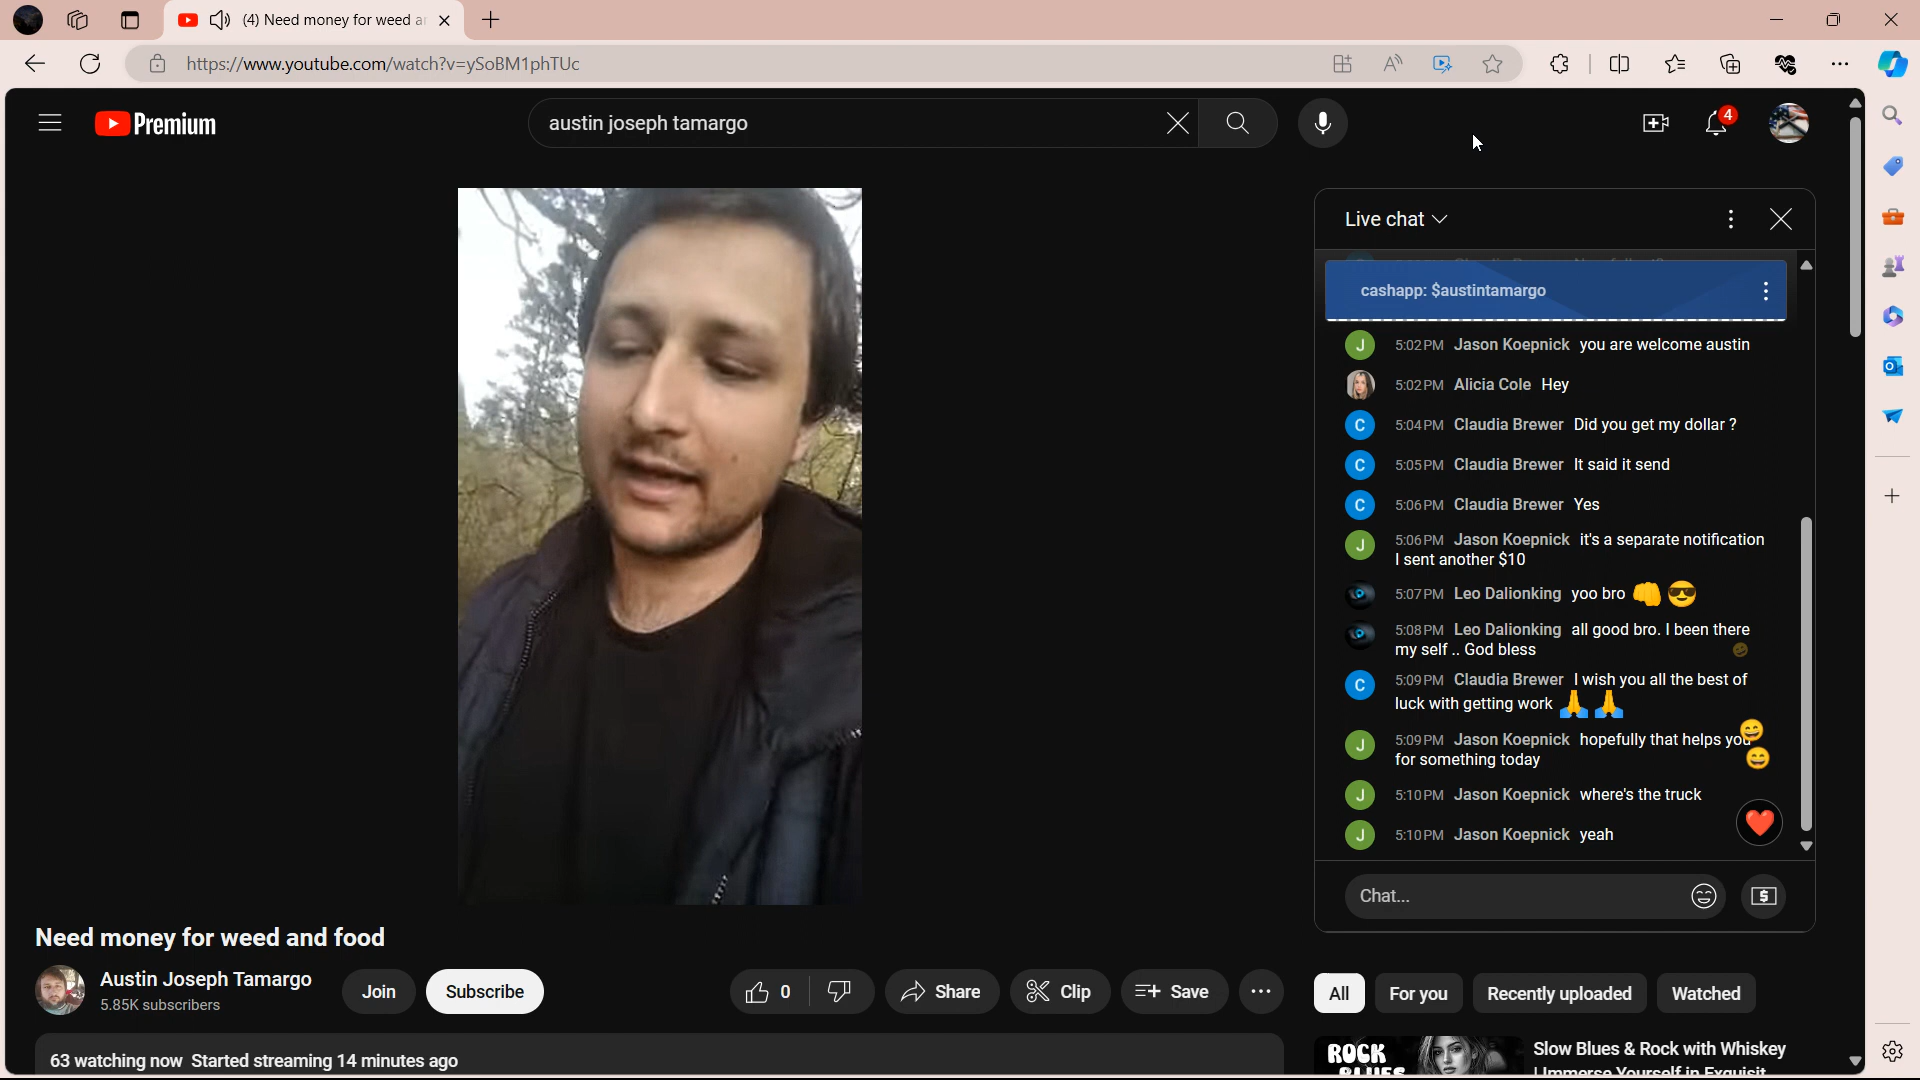 (4) Need money for weed a
https://www.youtube.com/watch?v=ySoBM1phTUc
Premium
austin joseph tamargo
4
Live chat
cashapp: $austintamargo
J 5:02PM Jason Koepnick you are welcome austin
5:02PM Alicia Cole Hey
C 5:04PM Claudia Brewer Did you get my dollar ?
C 5:05PM Claudia Brewer It said it send
C 5:06PM Claudia Brewer Yes
J 5:06PM Jason Koepnick it's a separate notification
I sent another $10
5:07PM Leo Dalionking yoo bro 👊😎
5:08PM Leo Dalionking all good bro. I been there
my self .. God bless
C 5:09PM Claudia Brewer I wish you all the best of
luck with getting work 🙏🙏
J 5:09PM Jason Koepnick hopefully that helps you
for something today
J 5:10PM Jason Koepnick where's the truck
J 5:10PM Jason Koepnick yeah
Chat...
Need money for weed and food
Austin Joseph Tamargo
5.85K subscribers
Join
Subscribe
0
Share
Clip
Save
All
For you
Recently uploaded
Watched
63 watching now Started streaming 14 minutes ago
ROCK
BLUES
Slow Blues & Rock with Whiskey
| Immerse Yourself in Exquisit